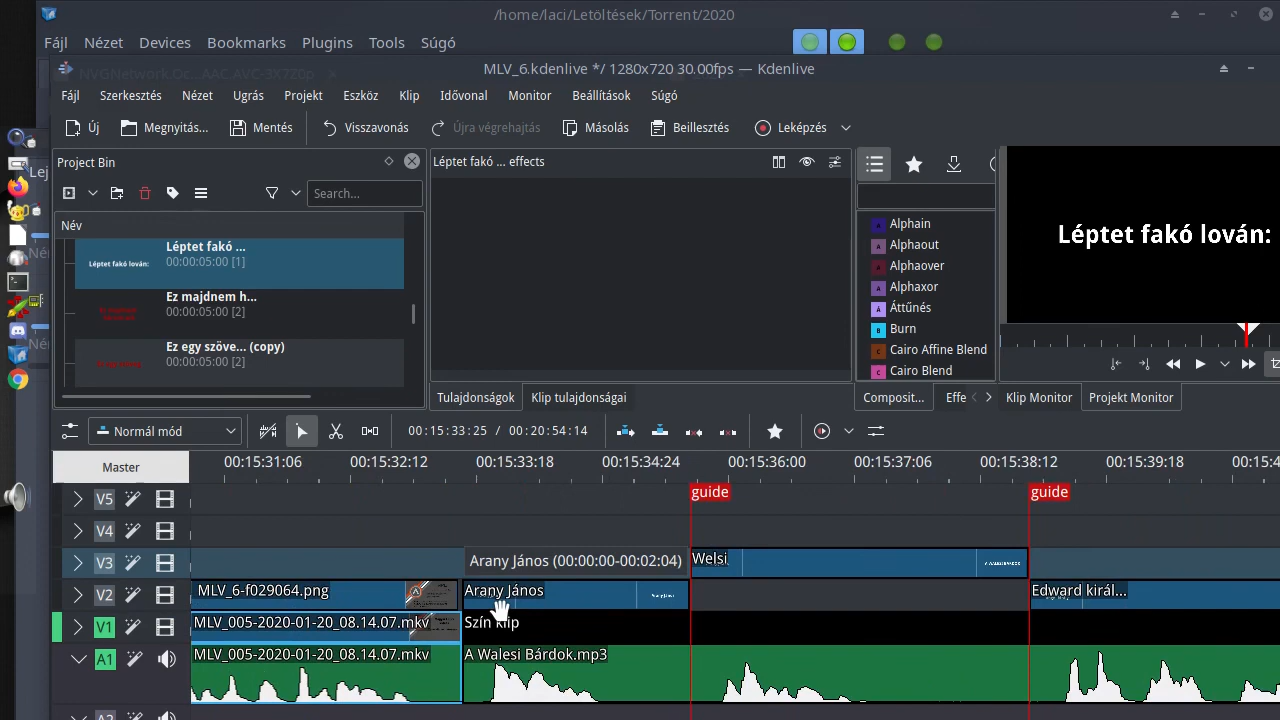 /home/laci/Letöltések/Torrent/2020
Fájl Nézet Devices Bookmarks Plugins Tools Súgó
MLV_6.kdenlive */ 1280x720 30.00fps — Kdenlive
Fájl Szerkesztés Nézet Ugrás Projekt Eszköz Klip Idővonal Monitor Beállítások Súgó
Új Megnyitás... Mentés Visszavonás Újra végrehajtás Másolás Beillesztés Leképzés
Project Bin
Search...
Név
Léptet fakó ...
00:00:05:00 [1]
Léptet fakó lován:
Ez majdnem h...
00:00:05:00 [2]
Ez egy szöve... (copy)
00:00:05:00 [2]
Léptet fakó ... effects
Tulajdonságok Klip tulajdonságai
Alphain
Alphaout
Alphaover
Alphaxor
Áttűnés
Burn
Cairo Affine Blend
Cairo Blend
Composit... Effe
Léptet fakó lován:
Klip Monitor Projekt Monitor
Normál mód 00:15:33:25 / 00:20:54:14
Master 00:15:31:06 00:15:32:12 00:15:33:18 00:15:34:24 00:15:36:00 00:15:37:06 00:15:38:12 00:15:39:18 00:15:4
guide guide
V5
V4
V3 Arany János (00:00:00-00:02:04) Welsi A WALESI BÁRDOK
V2 MLV_6-f029064.png Arany János Arany János Edward királ...
V1 MLV_005-2020-01-20_08.14.07.mkv Szín klip
A1 MLV_005-2020-01-20_08.14.07.mkv A Walesi Bárdok.mp3
A2